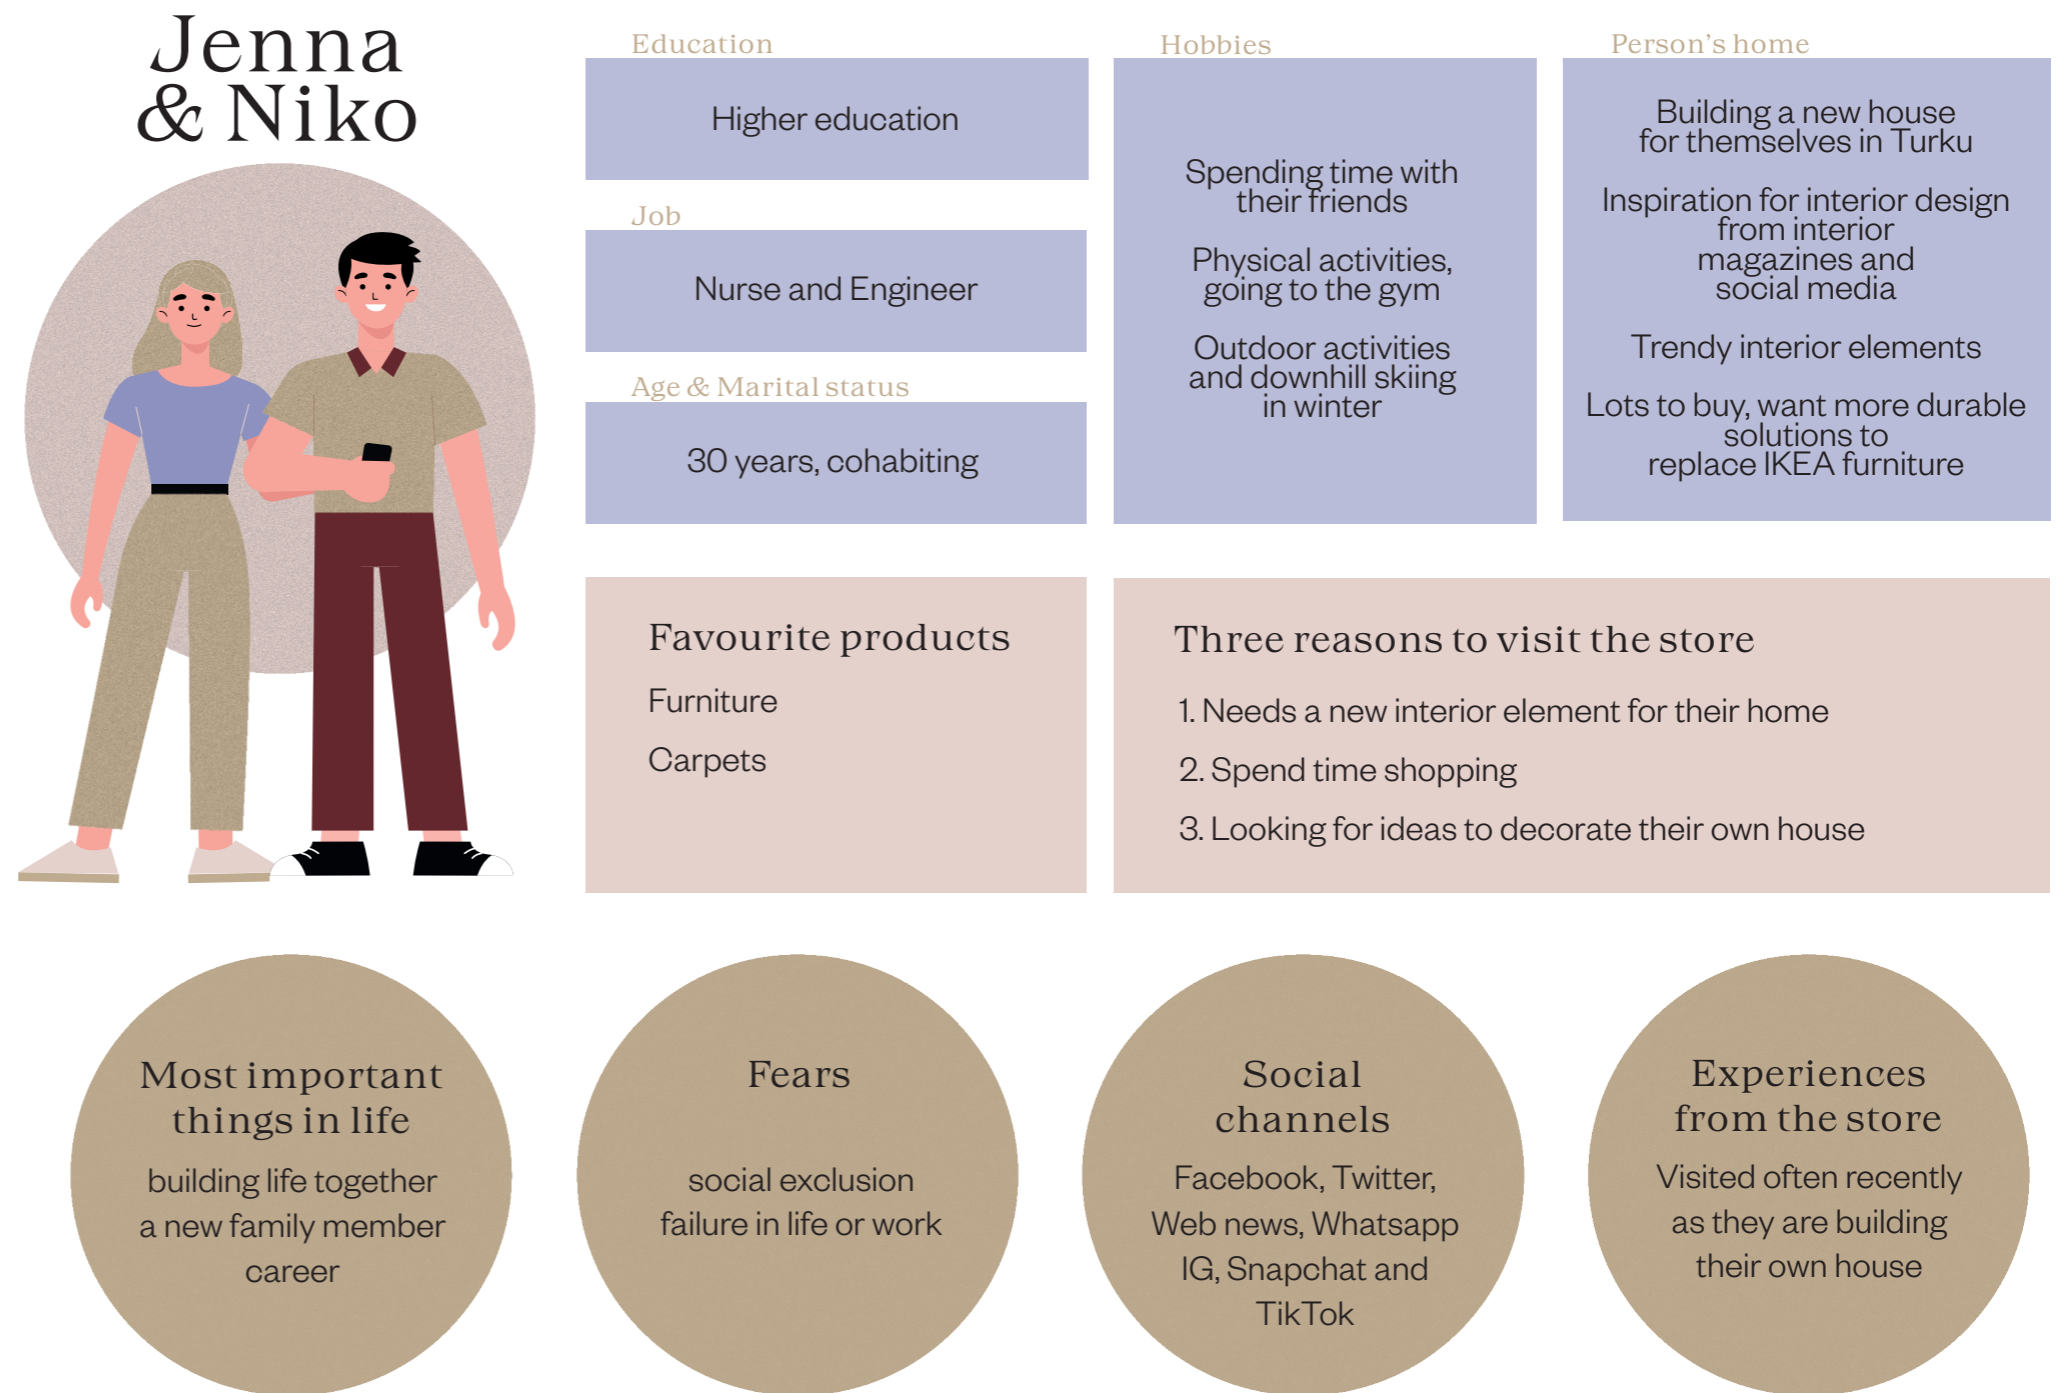 Jenna
& Niko
Education
Higher education
Job
Nurse and Engineer
Age & Marital status
30 years, cohabiting
Hobbies
Spending time with
their friends
Physical activities,
going to the gym
Outdoor activities
and downhill skiing
in winter
Person’s home
Building a new house
for themselves in Turku
Inspiration for interior design
from interior
magazines and
social media
Trendy interior elements
Lots to buy, want more durable
solutions to
replace IKEA furniture
Favourite products
Furniture
Carpets
Three reasons to visit the store
1. Needs a new interior element for their home
2. Spend time shopping
3. Looking for ideas to decorate their own house
Most important
things in life
building life together
a new family member
career
Fears
social exclusion
failure in life or work
Social
channels
Facebook, Twitter,
Web news, Whatsapp
IG, Snapchat and
TikTok
Experiences
from the store
Visited often recently
as they are building
their own house